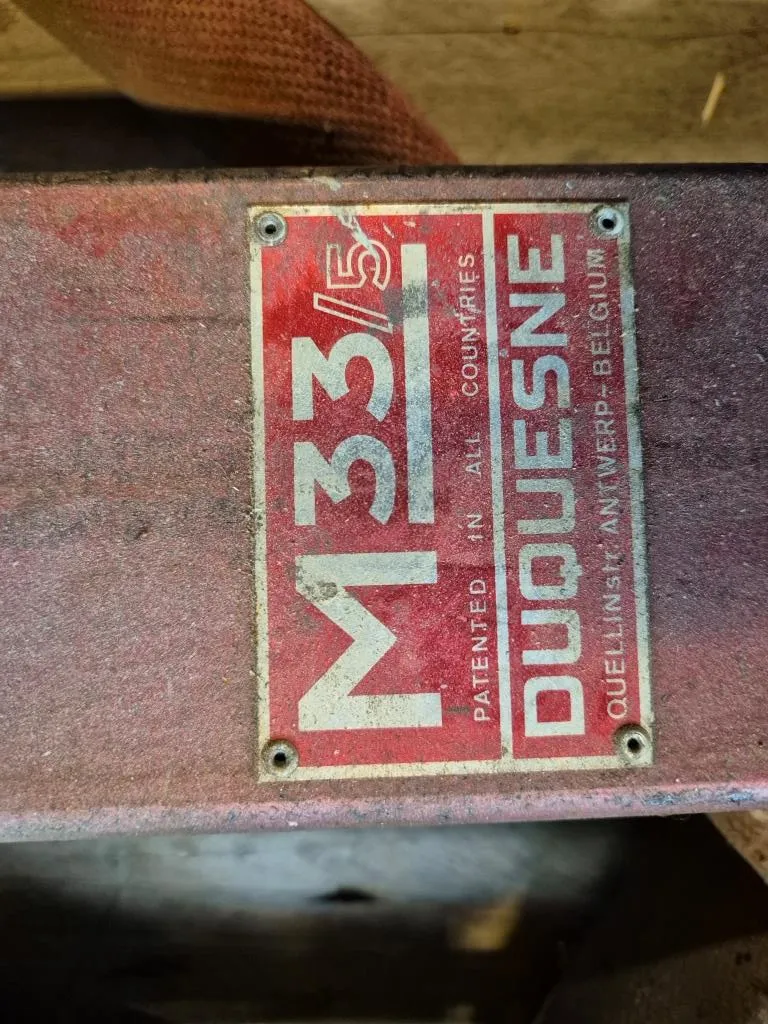 M33/5
PATENTED IN ALL COUNTRIES
DUQUESNE
QUELLINstr. ANTWERP-BELGIUM